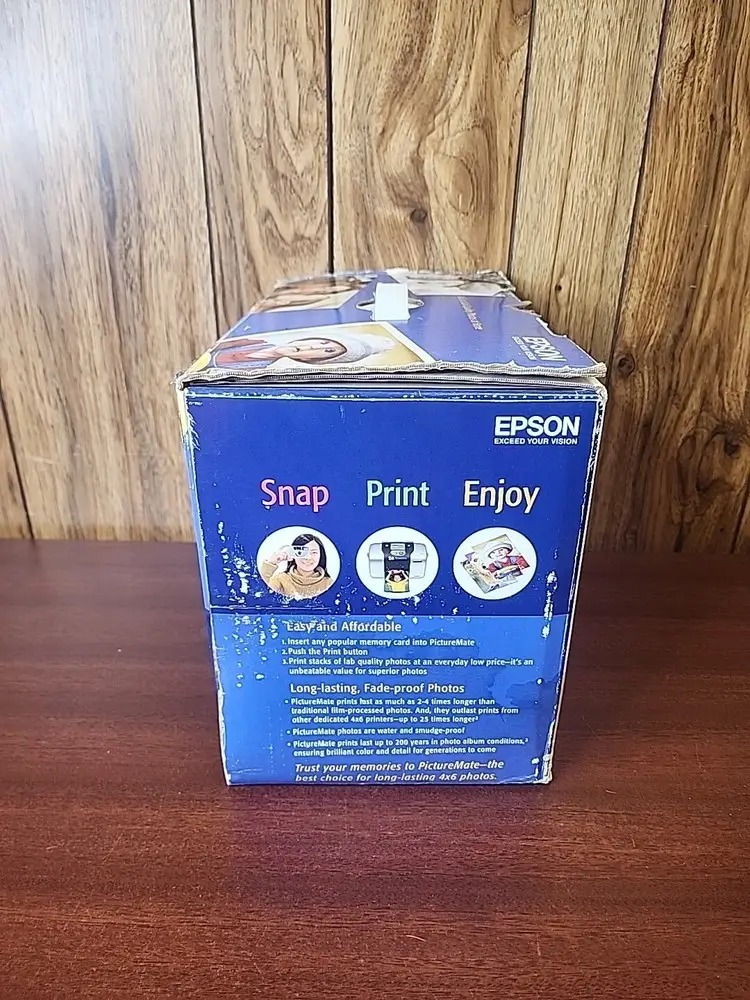 EPSON
EPSON
EXCEED YOUR VISION
Snap Print Enjoy
Easy and Affordable
1. Insert any popular memory card into PictureMate
2. Push the Print button
3. Print stacks of lab quality photos at an everyday low price—it's an
unbeatable value for superior photos
Long-lasting, Fade-proof Photos
• PictureMate prints last as much as 2-4 times longer than
traditional film-processed photos. And, they outlast prints from
other dedicated 4x6 printers—up to 25 times longer²
• PictureMate photos are water and smudge-proof
• PictureMate prints last up to 200 years in photo album conditions,²
ensuring brilliant color and detail for generations to come
Trust your memories to PictureMate—the
best choice for long-lasting 4x6 photos.